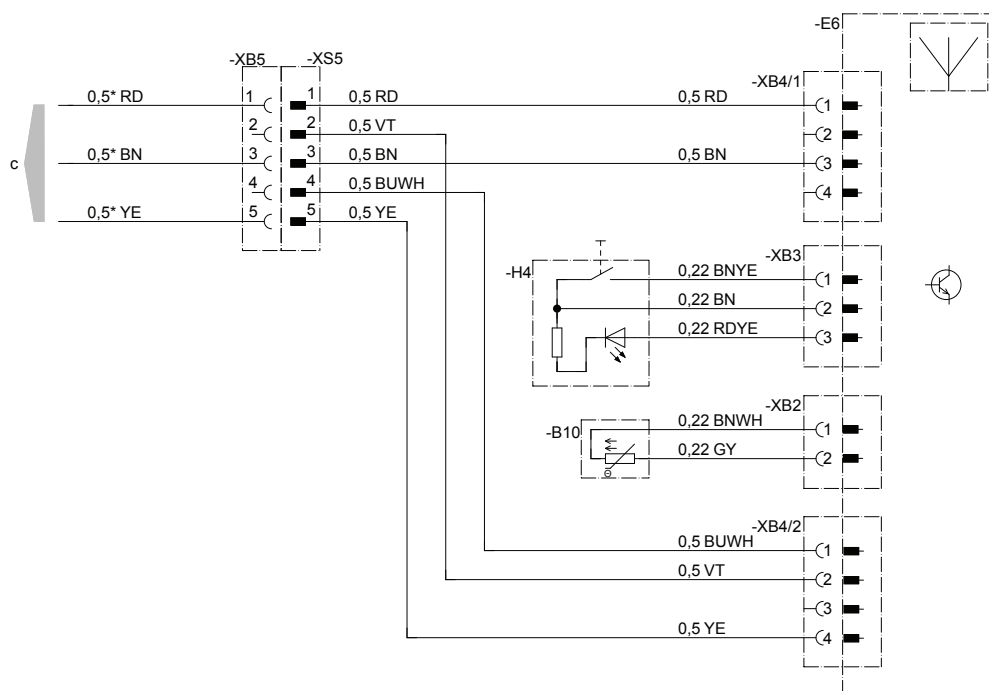 -E6
-XB5 -XS5
-XB4/1
0,5* RD 1 1 0,5 RD 0,5 RD 1
2 2 0,5 VT 2
c 0,5* BN 3 3 0,5 BN 0,5 BN 3
4 4 0,5 BUWH 4
0,5* YE 5 5 0,5 YE
-XB3
-H4 0,22 BNYE 1
0,22 BN 2
0,22 RDYE 3
-XB2
-B10 0,22 BNWH 1
0,22 GY 2
Θ
-XB4/2
0,5 BUWH 1
0,5 VT 2
3
0,5 YE 4